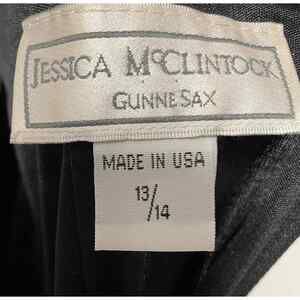 JESSICA McCLINTOCK
GUNNE SAX
MADE IN USA
13/14